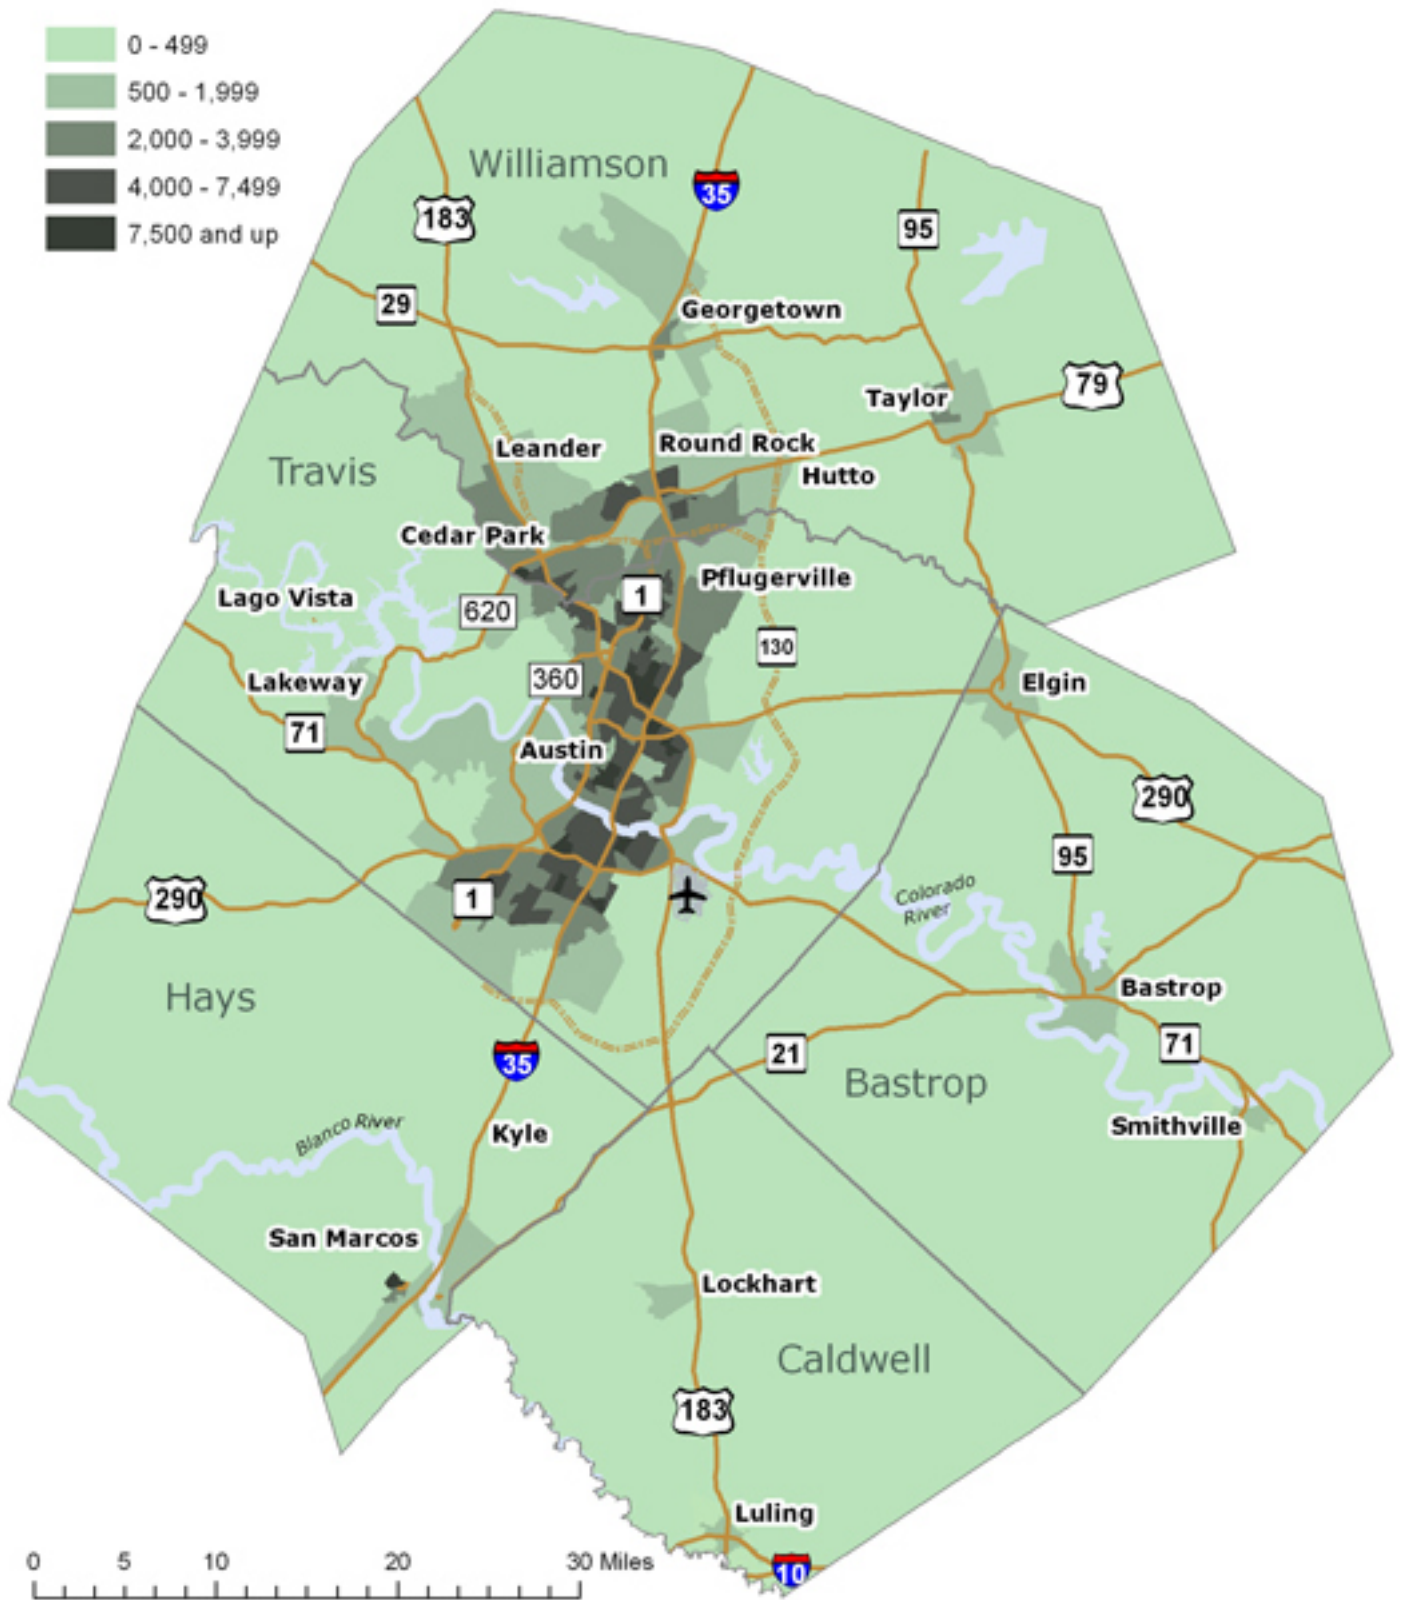 0 - 499
500 - 1,999
2,000 - 3,999
4,000 - 7,499
7,500 and up
Williamson
35
183
95
29
Georgetown
79
Taylor
Leander
Round Rock
Travis
Hutto
Cedar Park
Pflugerville
Lago Vista
1
620
130
360
Lakeway
Elgin
71
Austin
290
95
290
1
Colorado
River
Hays
Bastrop
35
21
71
Bastrop
Blanco River
Kyle
Smithville
San Marcos
Lockhart
Caldwell
183
Luling
10
0 5 10 20 30 Miles